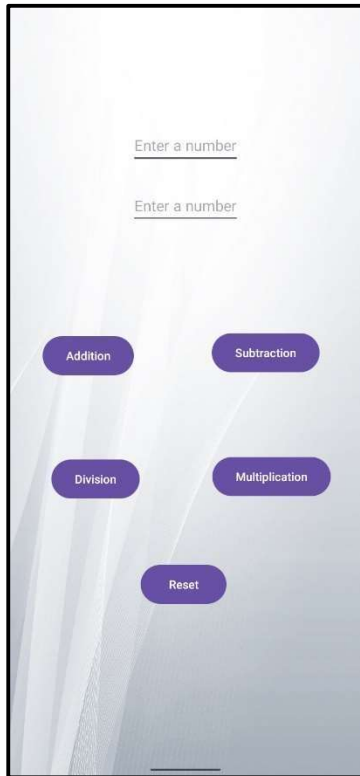 Enter a number
Enter a number
Addition
Subtraction
Division
Multiplication
Reset